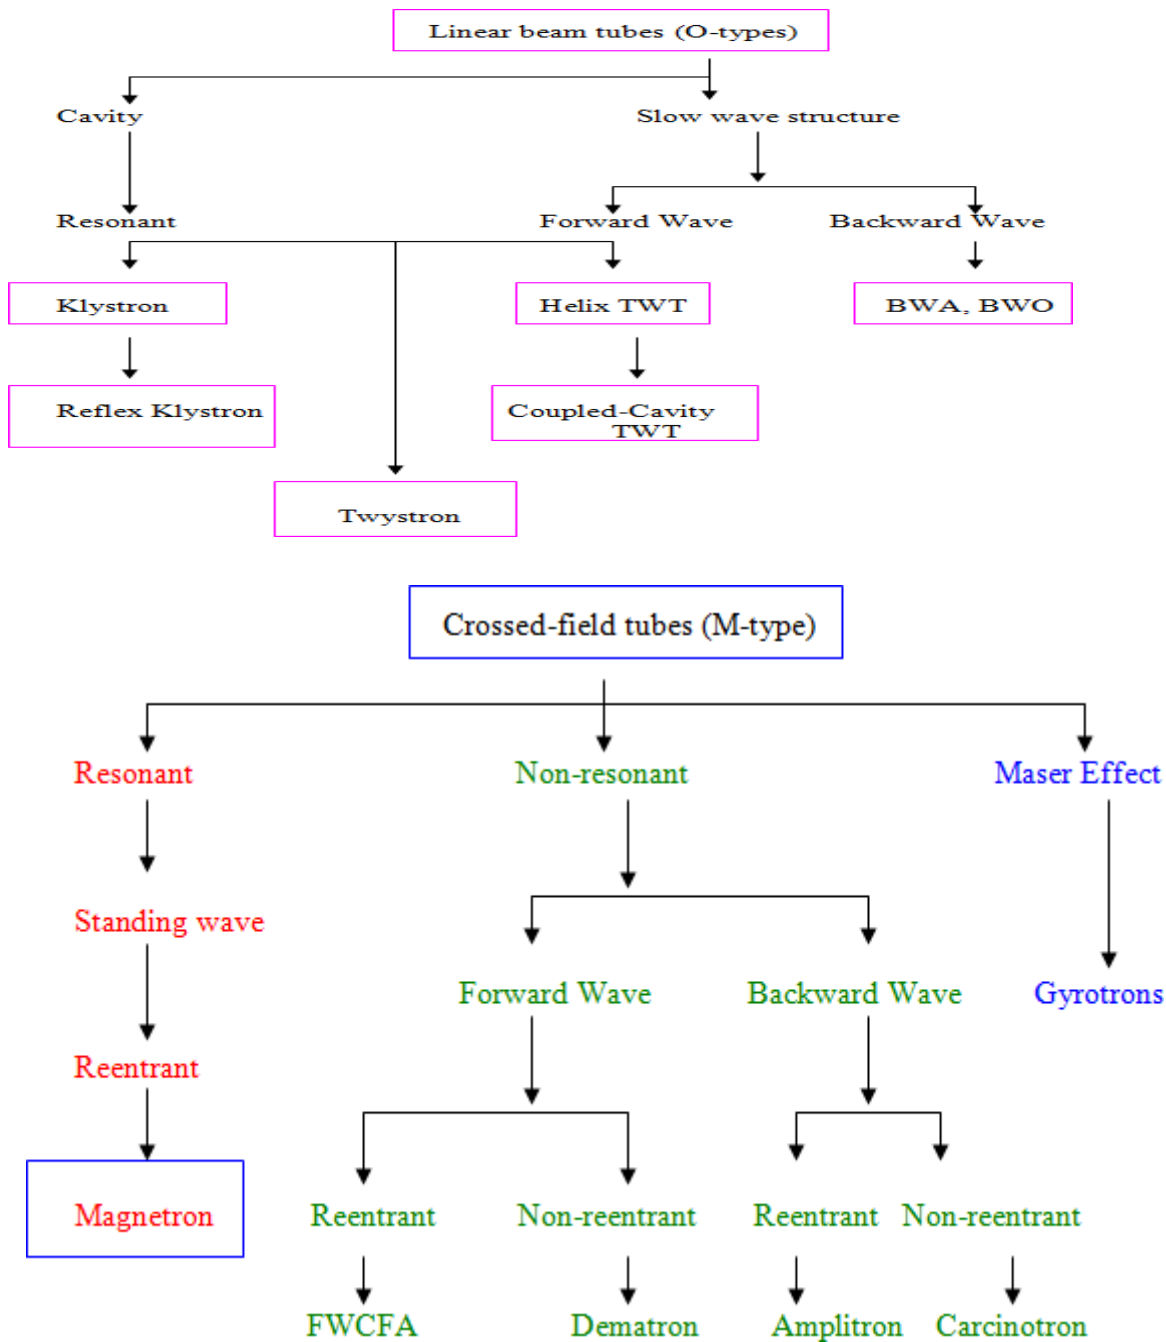 Linear beam tubes (O-types)
Cavity
Slow wave structure
Resonant
Forward Wave
Backward Wave
Klystron
Helix TWT
BWA, BWO
Reflex Klystron
Coupled-Cavity
TWT
Twystron
Crossed-field tubes (M-type)
Resonant
Non-resonant
Maser Effect
Standing wave
Forward Wave
Backward Wave
Gyrotrons
Reentrant
Magnetron
Reentrant
Non-reentrant
Reentrant
Non-reentrant
FWCFA
Dematron
Amplitron
Carcinotron